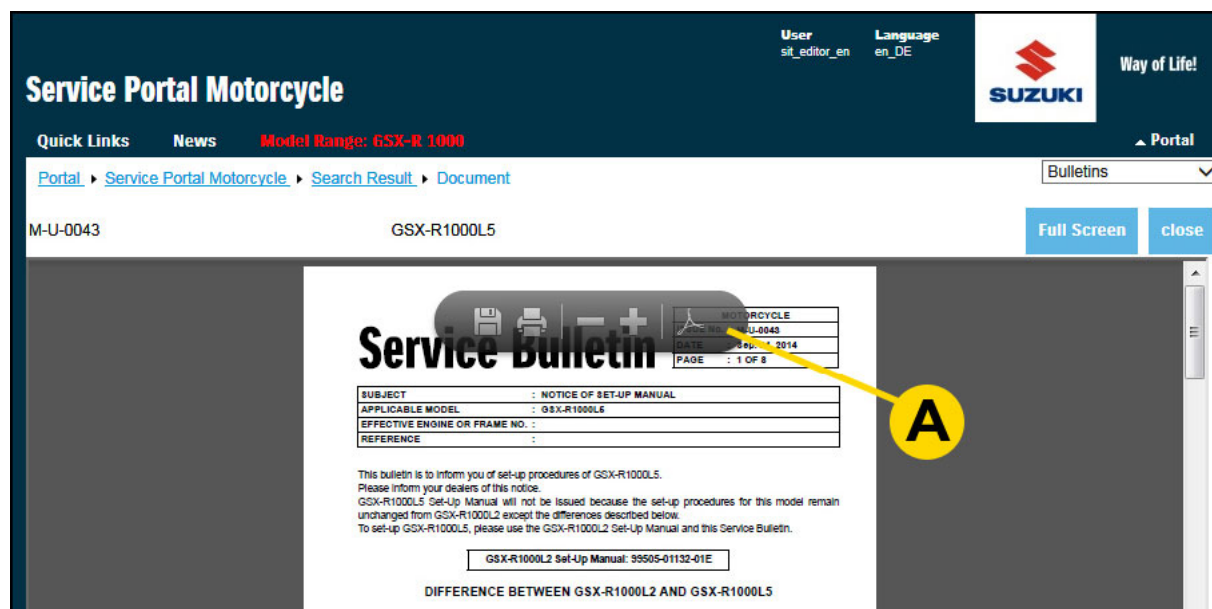 User Language
sit_editor_en en_DE
Service Portal Motorcycle
SUZUKI
Way of Life!
Quick Links News Model Range: GSX-R 1000 Portal
Portal Service Portal Motorcycle Search Result Document
Bulletins
M-U-0043 GSX-R1000L5
Full Screen close
Service Bulletin
MOTORCYCLE
No. : M-U-0043
DATE : Sep. 2014
PAGE : 1 OF 8
A
SUBJECT : NOTICE OF SET-UP MANUAL
APPLICABLE MODEL : GSX-R1000L5
EFFECTIVE ENGINE OR FRAME NO. :
REFERENCE :
This bulletin is to inform you of set-up procedures of GSX-R1000L5.
Please inform your dealers of this notice.
GSX-R1000L5 Set-Up Manual will not be issued because the set-up procedures for this model remain
unchanged from GSX-R1000L2 except the differences described below.
To set-up GSX-R1000L5, please use the GSX-R1000L2 Set-Up Manual and this Service Bulletin.
GSX-R1000L2 Set-Up Manual: 99505-01132-01E
DIFFERENCE BETWEEN GSX-R1000L2 AND GSX-R1000L5